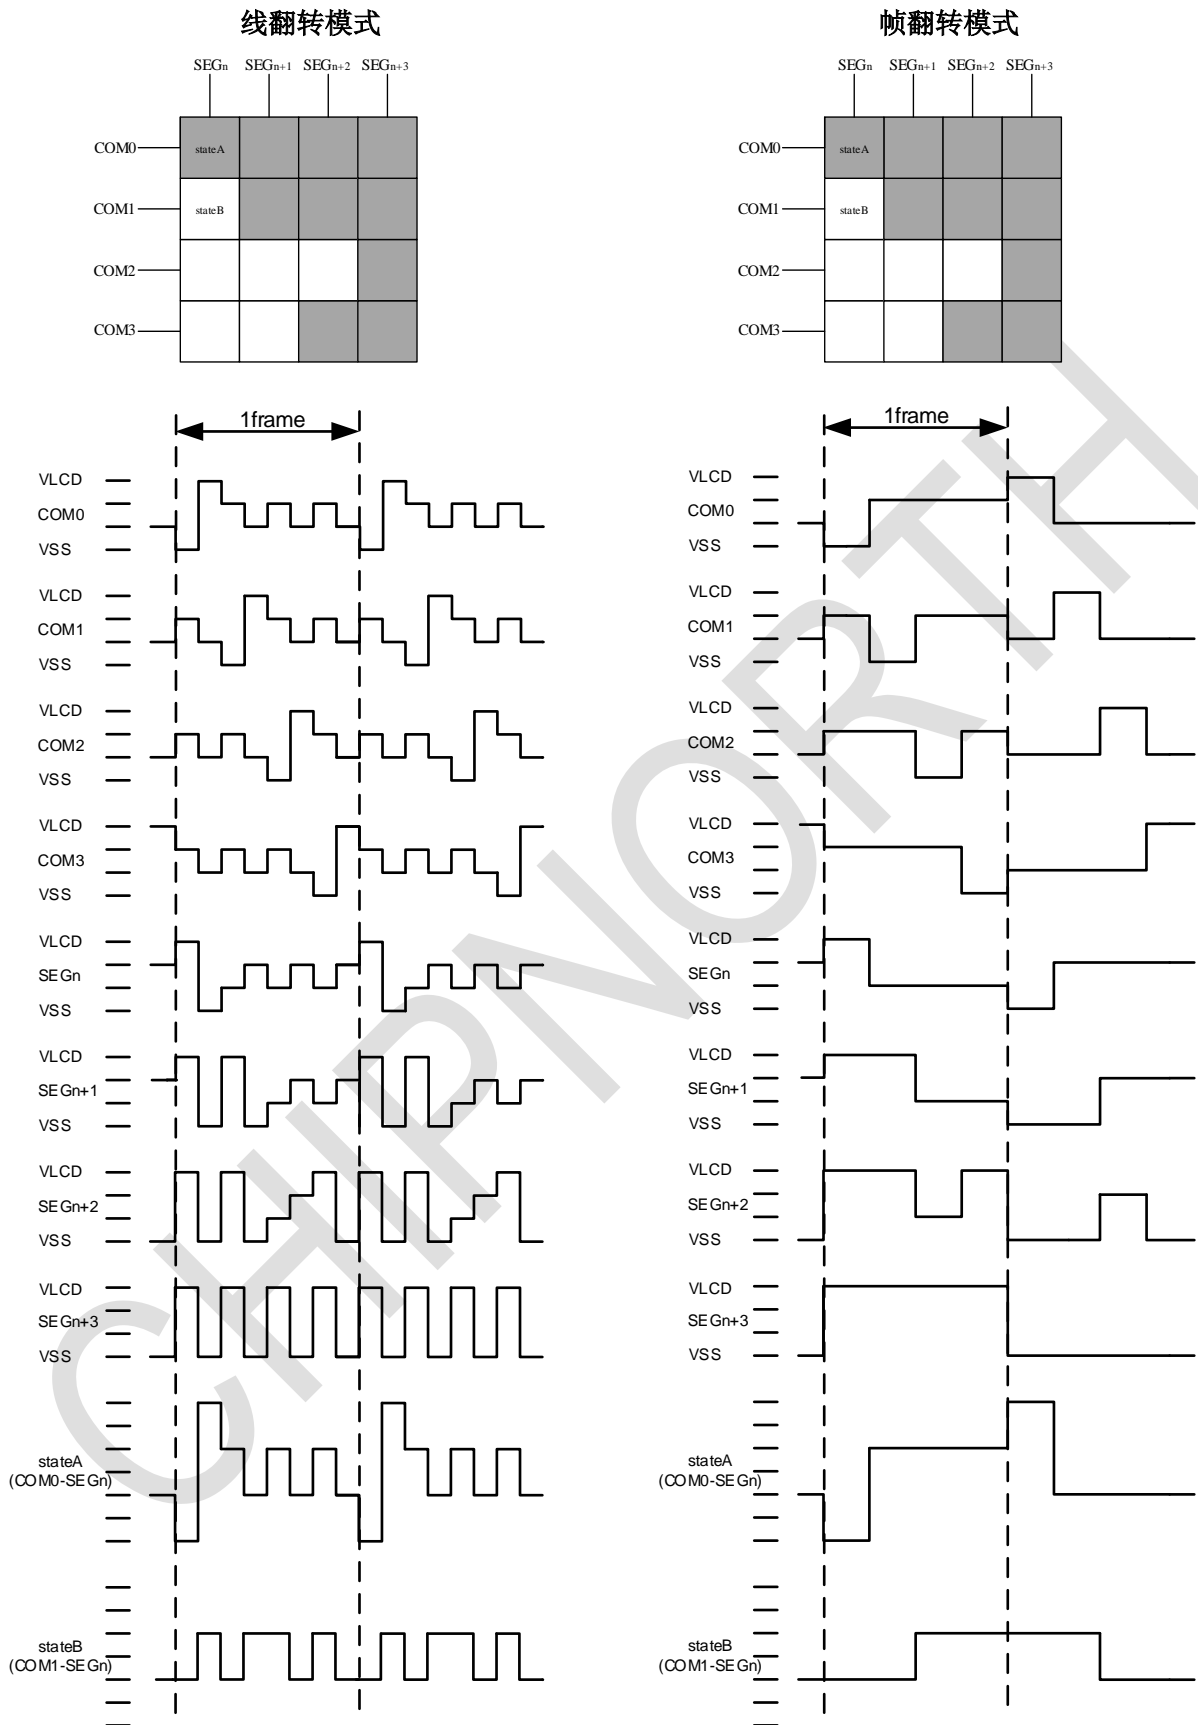 线翻转模式
SEGn SEGn+1 SEGn+2 SEGn+3
COM0 stateA
COM1 stateB
COM2
COM3
1frame
VLCD
COM0
VSS
VLCD
COM1
VSS
VLCD
COM2
VSS
VLCD
COM3
VSS
VLCD
SEGn
VSS
VLCD
SEGn+1
VSS
VLCD
SEGn+2
VSS
VLCD
SEGn+3
VSS
stateA
(COM0-SEGn)
stateB
(COM1-SEGn)
帧翻转模式
SEGn SEGn+1 SEGn+2 SEGn+3
COM0 stateA
COM1 stateB
COM2
COM3
1frame
VLCD
COM0
VSS
VLCD
COM1
VSS
VLCD
COM2
VSS
VLCD
COM3
VSS
VLCD
SEGn
VSS
VLCD
SEGn+1
VSS
VLCD
SEGn+2
VSS
VLCD
SEGn+3
VSS
stateA
(COM0-SEGn)
stateB
(COM1-SEGn)
CHIPNORTH